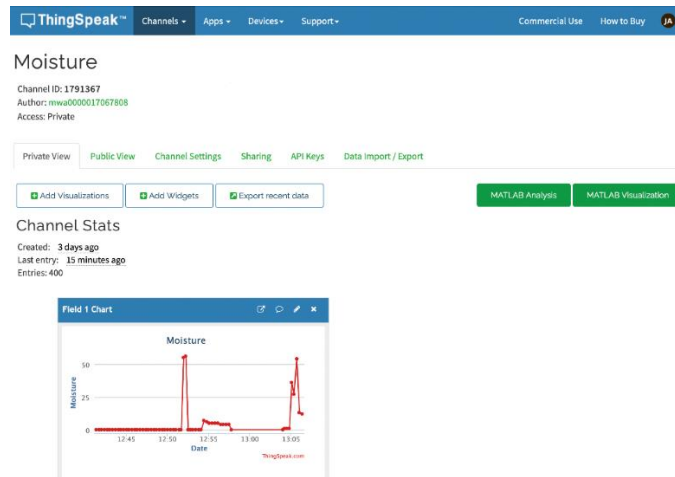 ThingSpeak™ Channels Apps Devices Support Commercial Use How to Buy JA
Moisture
Channel ID: 1791367
Author: mwa0000017067808
Access: Private
Private View Public View Channel Settings Sharing API Keys Data Import / Export
Add Visualizations Add Widgets Export recent data MATLAB Analysis MATLAB Visualization
Channel Stats
Created: 3 days ago
Last entry: 15 minutes ago
Entries: 400
Field 1 Chart
Moisture
50
Moisture
25
0
12:45 12:50 12:55 13:00 13:05
Date
ThingSpeak.com